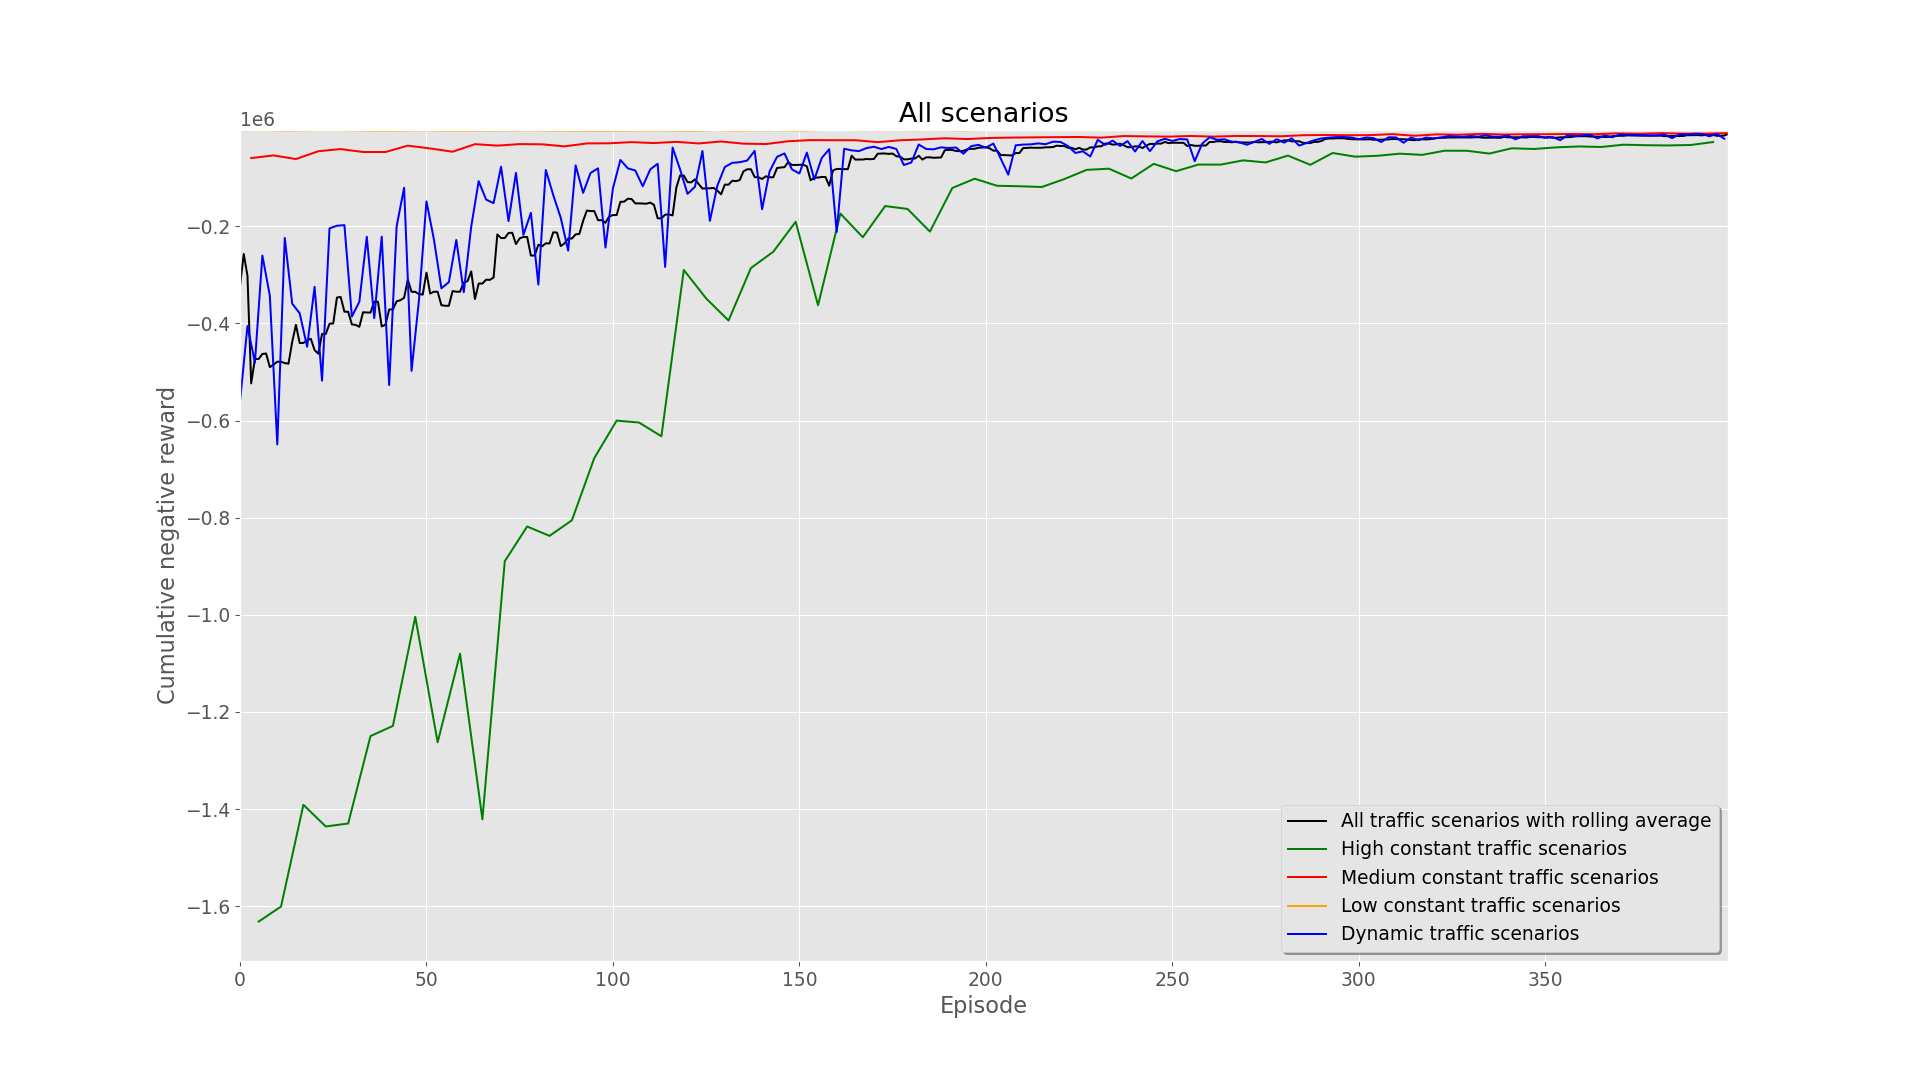 All scenarios
1e6
−0.2
−0.4
−0.6
−0.8
−1.0
−1.2
−1.4
−1.6
Cumulative negative reward
All traffic scenarios with rolling average
High constant traffic scenarios
Medium constant traffic scenarios
Low constant traffic scenarios
Dynamic traffic scenarios
0 50 100 150 200 250 300 350
Episode